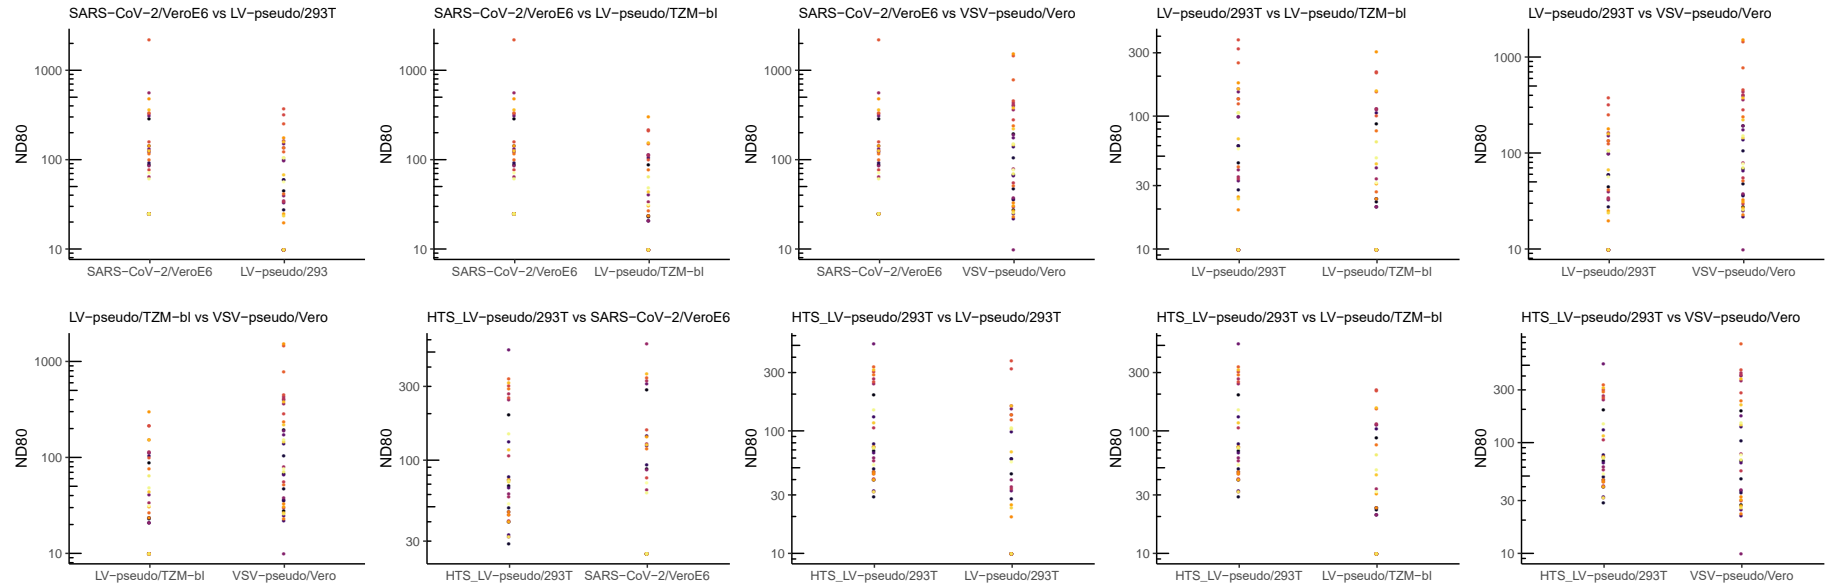 SARS−CoV−2/VeroE6 vs LV−pseudo/293T
ND80
1000
100
10
SARS−CoV−2/VeroE6 LV−pseudo/293
SARS−CoV−2/VeroE6 vs LV−pseudo/TZM−bl
ND80
1000
100
10
SARS−CoV−2/VeroE6 LV−pseudo/TZM−bl
SARS−CoV−2/VeroE6 vs VSV−pseudo/Vero
ND80
1000
100
10
SARS−CoV−2/VeroE6 VSV−pseudo/Vero
LV−pseudo/293T vs LV−pseudo/TZM−bl
ND80
300
100
30
10
LV−pseudo/293T LV−pseudo/TZM−bl
LV−pseudo/293T vs VSV−pseudo/Vero
ND80
1000
100
10
LV−pseudo/293T VSV−pseudo/Vero
LV−pseudo/TZM−bl vs VSV−pseudo/Vero
ND80
1000
100
10
LV−pseudo/TZM−bl VSV−pseudo/Vero
HTS_LV−pseudo/293T vs SARS−CoV−2/VeroE6
ND80
300
100
30
HTS_LV−pseudo/293T SARS−CoV−2/VeroE6
HTS_LV−pseudo/293T vs LV−pseudo/293T
ND80
300
100
30
10
HTS_LV−pseudo/293T LV−pseudo/293T
HTS_LV−pseudo/293T vs LV−pseudo/TZM−bl
ND80
300
100
30
10
HTS_LV−pseudo/293T LV−pseudo/TZM−bl
HTS_LV−pseudo/293T vs VSV−pseudo/Vero
ND80
300
100
30
10
HTS_LV−pseudo/293T VSV−pseudo/Vero